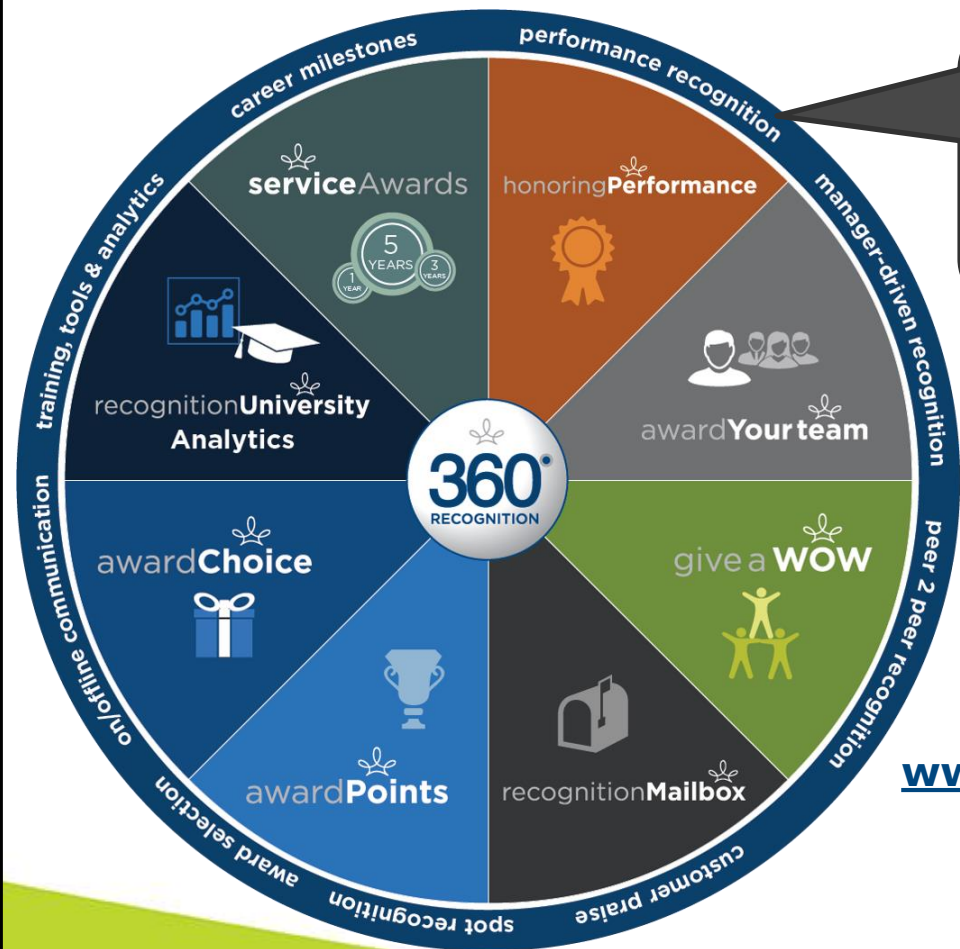 career milestones
performance recognition
manager-driven recognition
peer 2 peer recognition
customer praise
spot recognition
award selection
on/offline communication
training, tools & analytics
serviceAwards
5
YEARS
1
YEAR
3
YEARS
honoringPerformance
awardYourteam
give a WOW
recognitionMailbox
awardPoints
awardChoice
recognitionUniversity
Analytics
360°
RECOGNITION